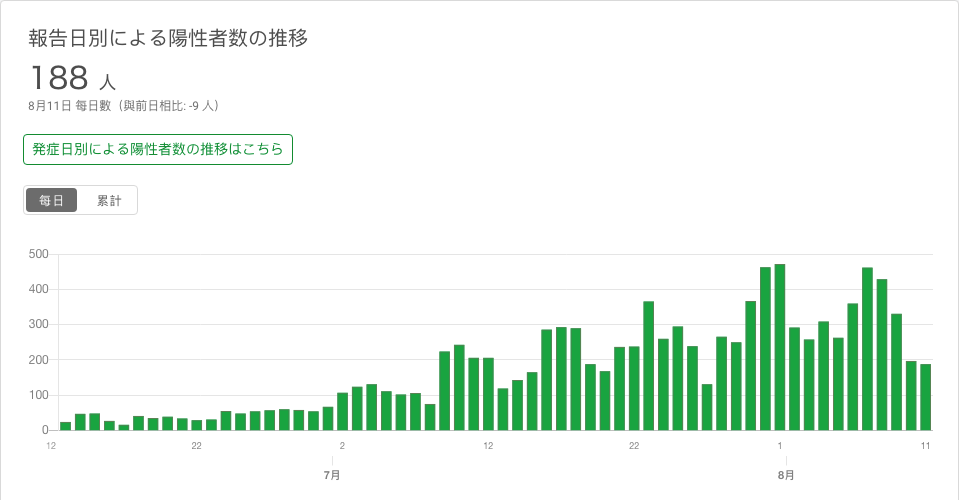 報告日別による陽性者数の推移
188 人
8月11日 每日數（與前日相比: -9 人）
発症日別による陽性者数の推移はこちら
每日 累計
500
400
300
200
100
0
12 22 2 12 22 1 11
7月 8月